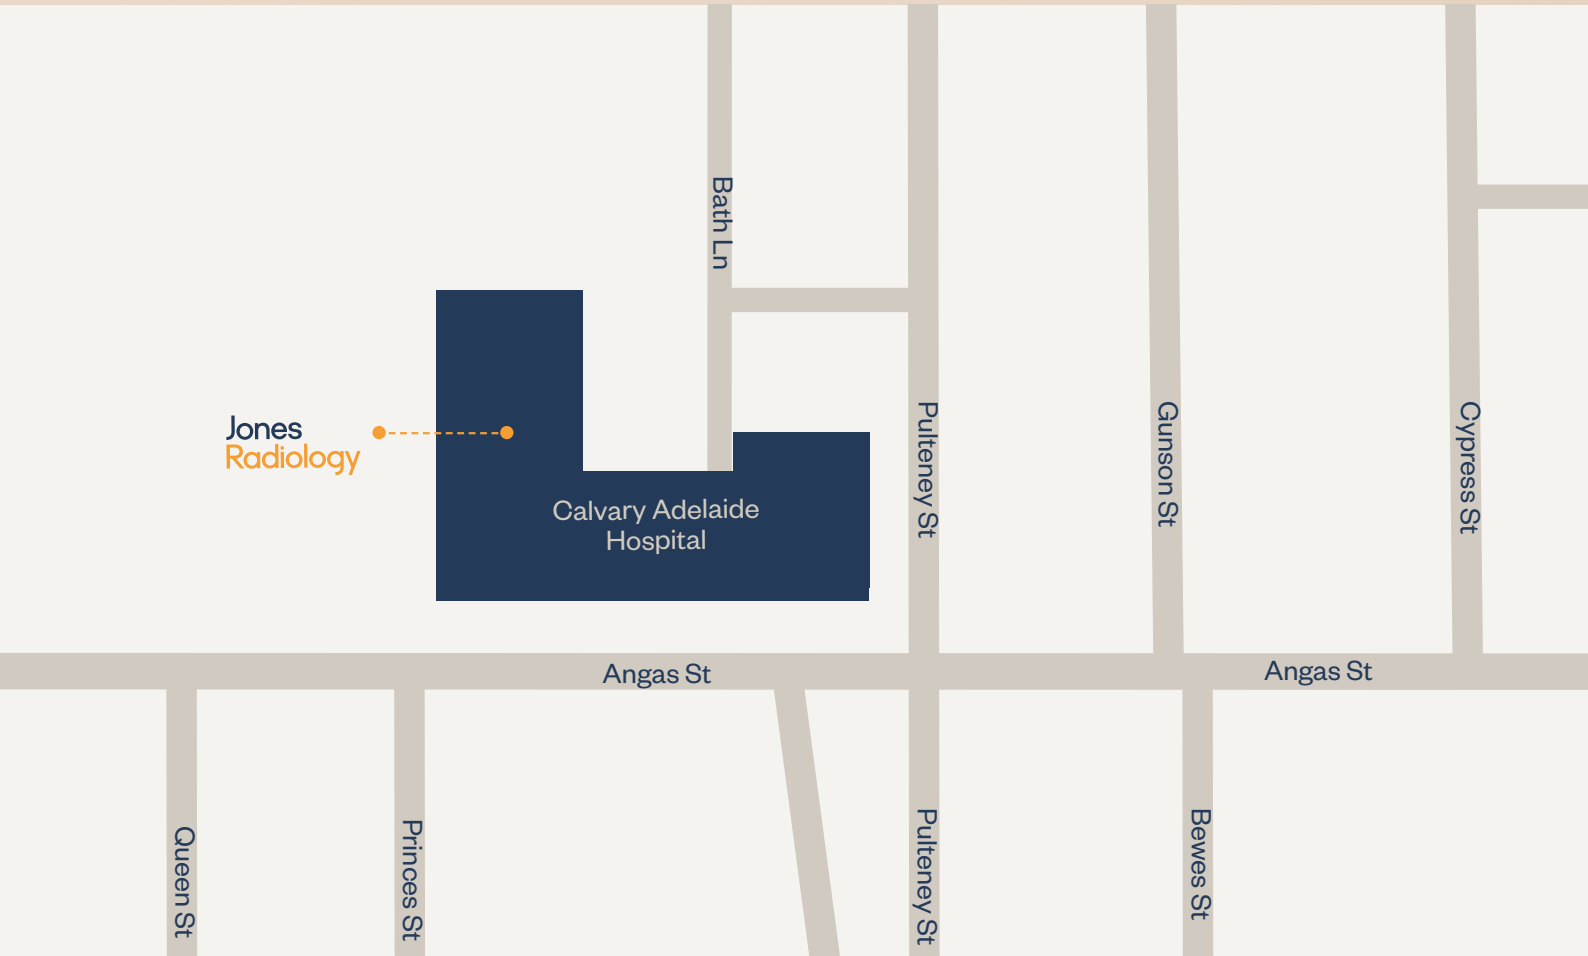 Bath Ln
Pulteney St
Gunson St
Cypress St
Jones
Radiology
Calvary Adelaide
Hospital
Angas St
Angas St
Queen St
Princes St
Pulteney St
Bewes St